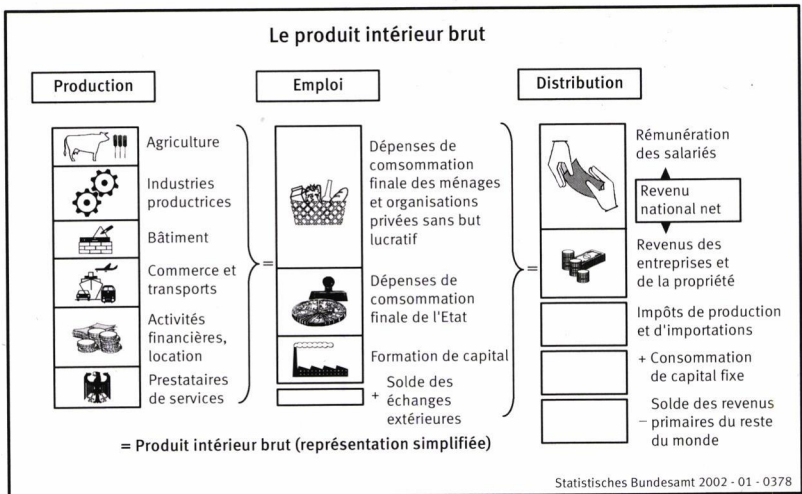 Le produit intérieur brut
Production
Agriculture
Industries
productrices
Bâtiment
Commerce et
transports
Activités
financières,
location
Prestataires
de services
=
Emploi
Dépenses de
comsommation
finale des ménages
et organisations
privées sans but
lucratif
Dépenses de
comsommation
finale de l'Etat
Formation de capital
+ Solde des
échanges
extérieures
=
Distribution
Rémunération
des salariés
Revenu
national net
Revenus des
entreprises et
de la propriété
Impôts de production
et d'importations
+ Consommation
de capital fixe
Solde des revenus
– primaires du reste
du monde
= Produit intérieur brut (représentation simplifiée)
Statistisches Bundesamt 2002 - 01 - 0378